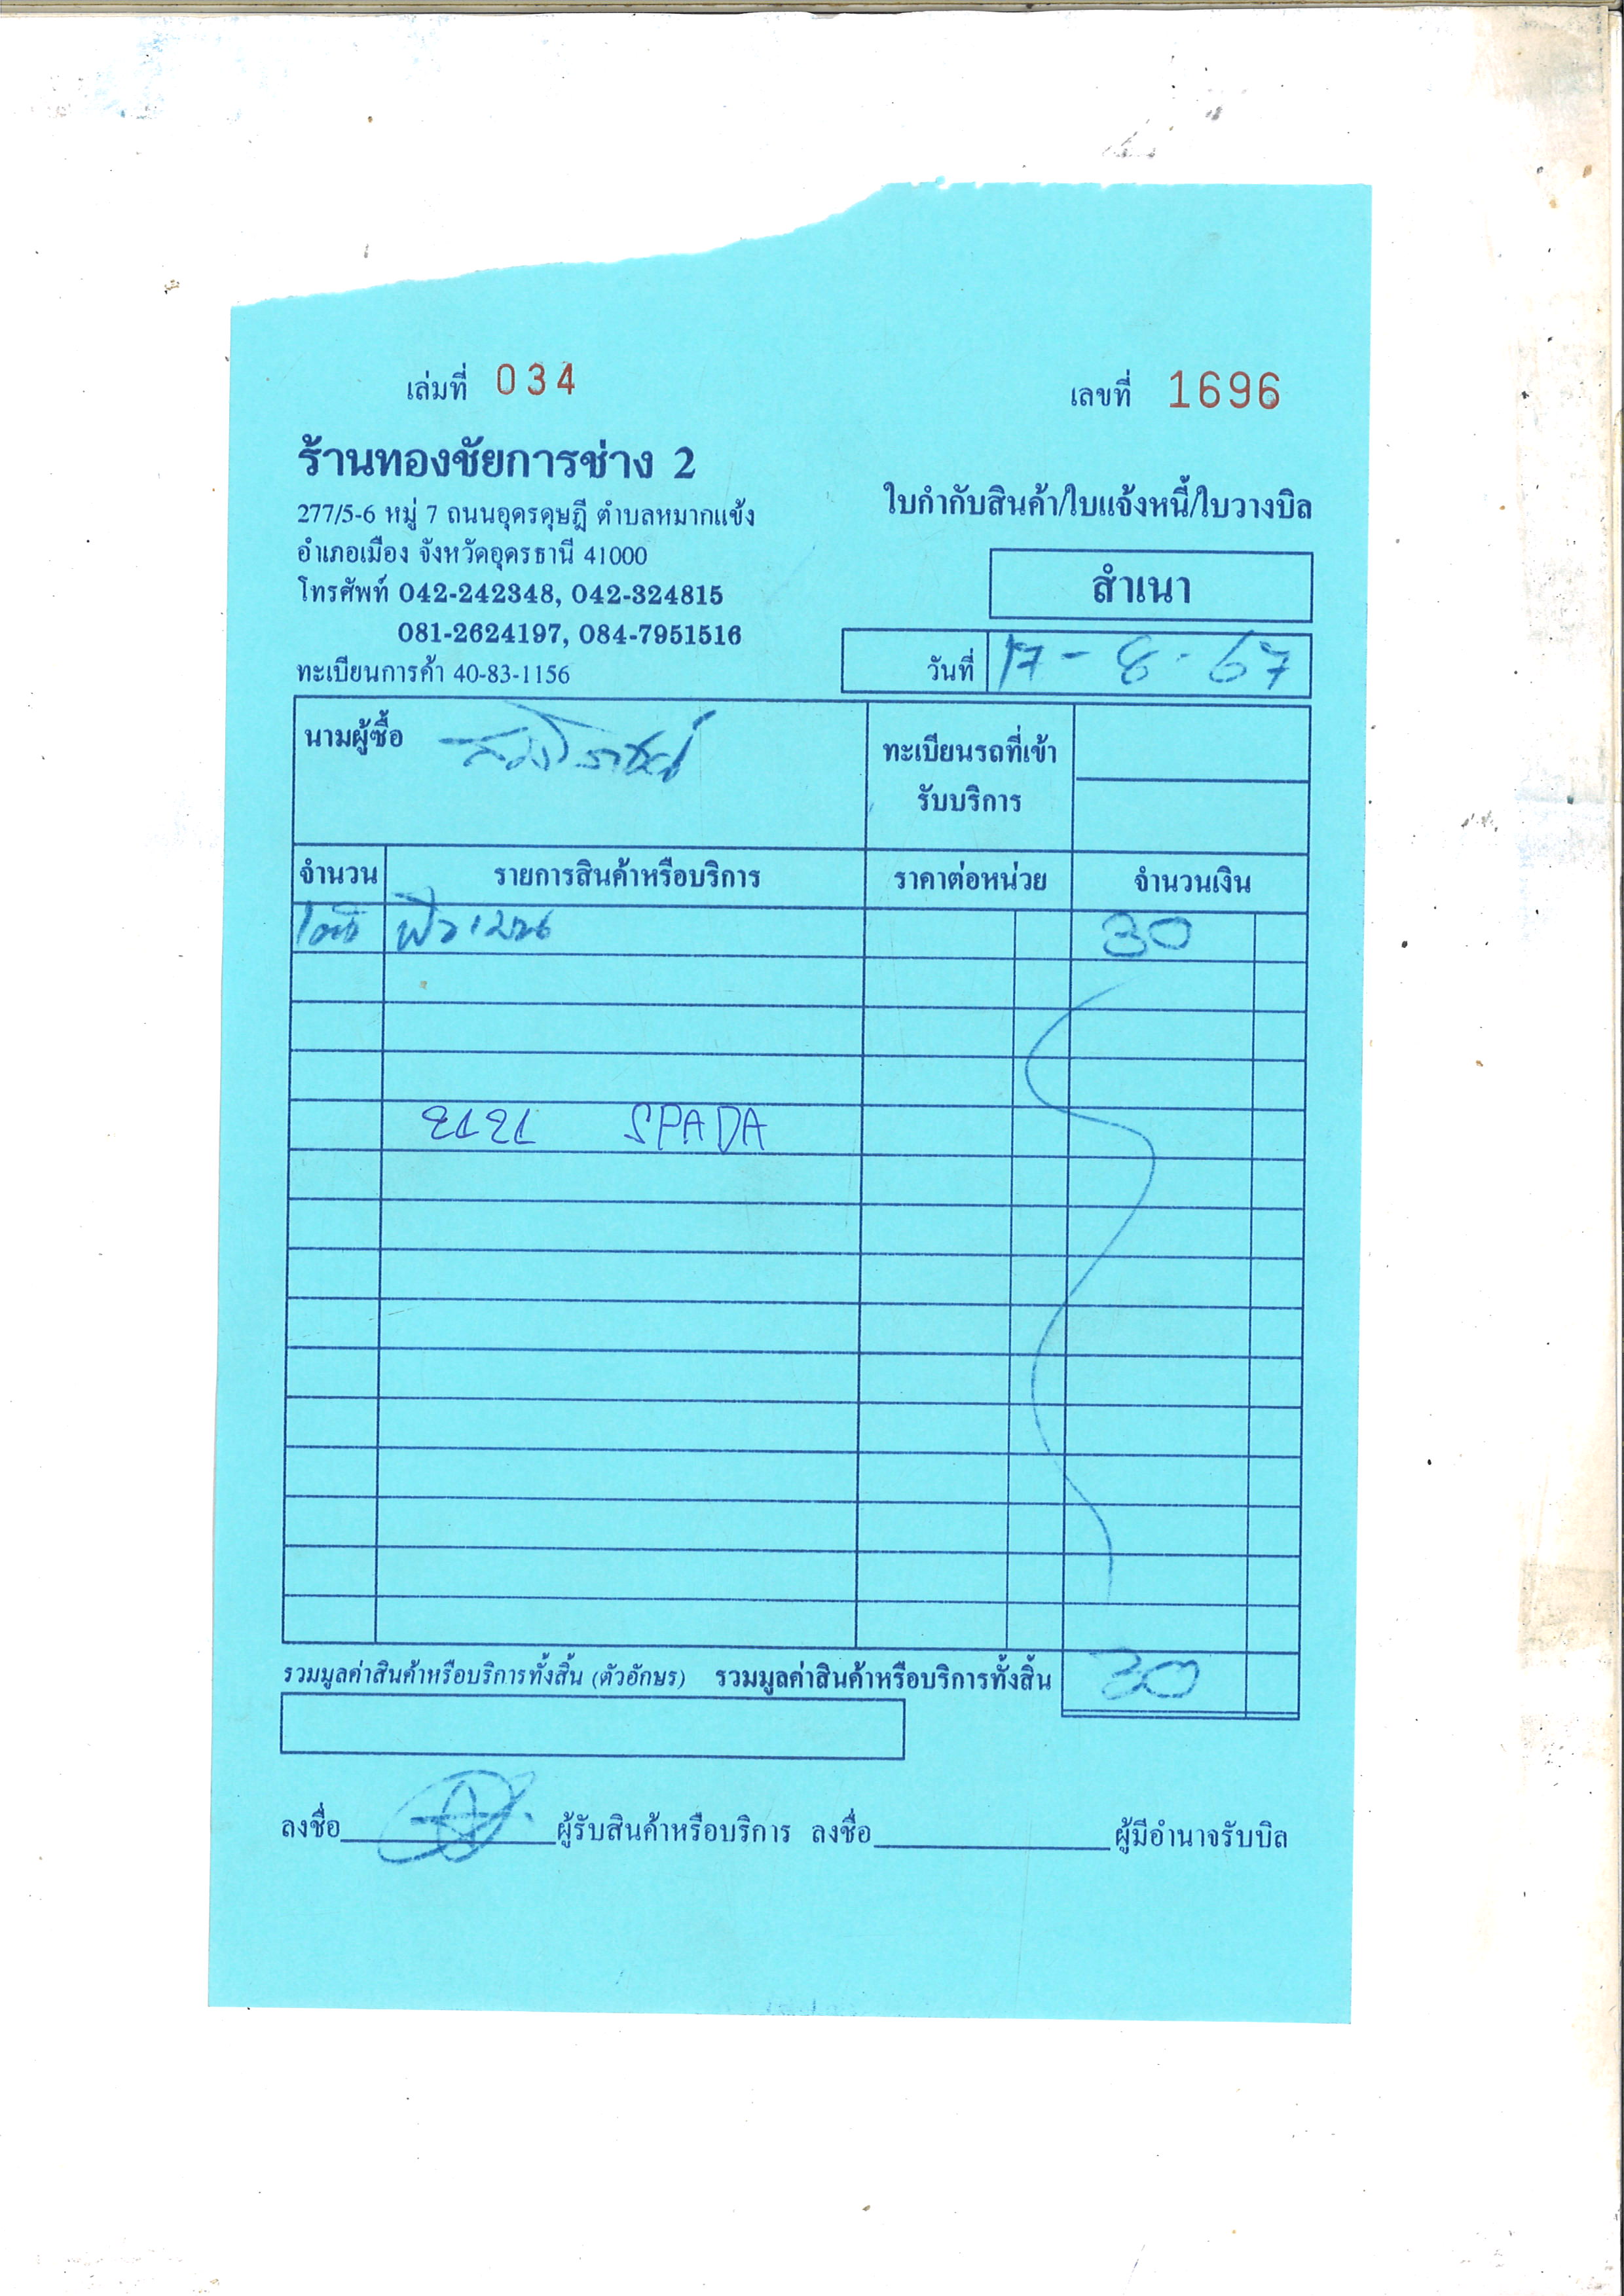 เล่มที่ 034
เลขที่ 1696
ร้านทองชัยการช่าง 2
277/5-6 หมู่ 7 ถนนอุดรดุษฎี ตำบลหมากแข้ง
อำเภอเมือง จังหวัดอุดรธานี 41000
โทรศัพท์ 042-242348, 042-324815
081-2624197, 084-7951516
ทะเบียนการค้า 40-83-1156
ใบกำกับสินค้า/ใบแจ้งหนี้/ใบวางบิล
สำเนา
วันที่ 17-8-67
นามผู้ซื้อ
ทะเบียนรถที่เข้า
รับบริการ
จำนวน รายการสินค้าหรือบริการ ราคาต่อหน่วย จำนวนเงิน
30
SPADA
รวมมูลค่าสินค้าหรือบริการทั้งสิ้น (ตัวอักษร) รวมมูลค่าสินค้าหรือบริการทั้งสิ้น 30
ลงชื่อ ผู้รับสินค้าหรือบริการ ลงชื่อ ผู้มีอำนาจรับบิล